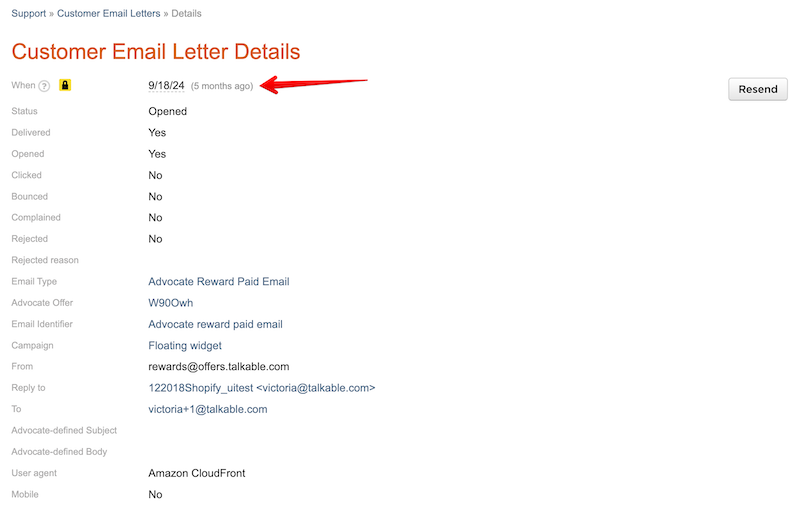 Support » Customer Email Letters » Details
Customer Email Letter Details
When ? 9/18/24 (5 months ago)
Resend
Status Opened
Delivered Yes
Opened Yes
Clicked No
Bounced No
Complained No
Rejected No
Rejected reason
Email Type Advocate Reward Paid Email
Advocate Offer W90Owh
Email Identifier Advocate reward paid email
Campaign Floating widget
From rewards@offers.talkable.com
Reply to 122018Shopify_uitest <victoria@talkable.com>
To victoria+1@talkable.com
Advocate-defined Subject
Advocate-defined Body
User agent Amazon CloudFront
Mobile No